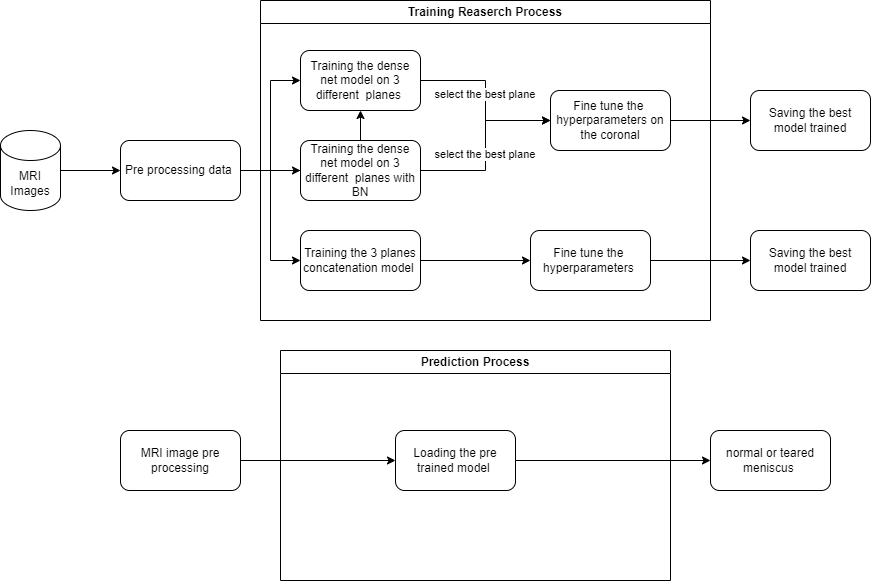 Training Reaserch Process
Training the dense
net model on 3
different planes
select the best plane
Fine tune the
hyperparameters on
the coronal
Saving the best
model trained
MRI
Images
Pre processing data
Training the dense
net model on 3
different planes with
BN
select the best plane
Training the 3 planes
concatenation model
Fine tune the
hyperparameters
Saving the best
model trained
Prediction Process
MRI image pre
processing
Loading the pre
trained model
normal or teared
meniscus